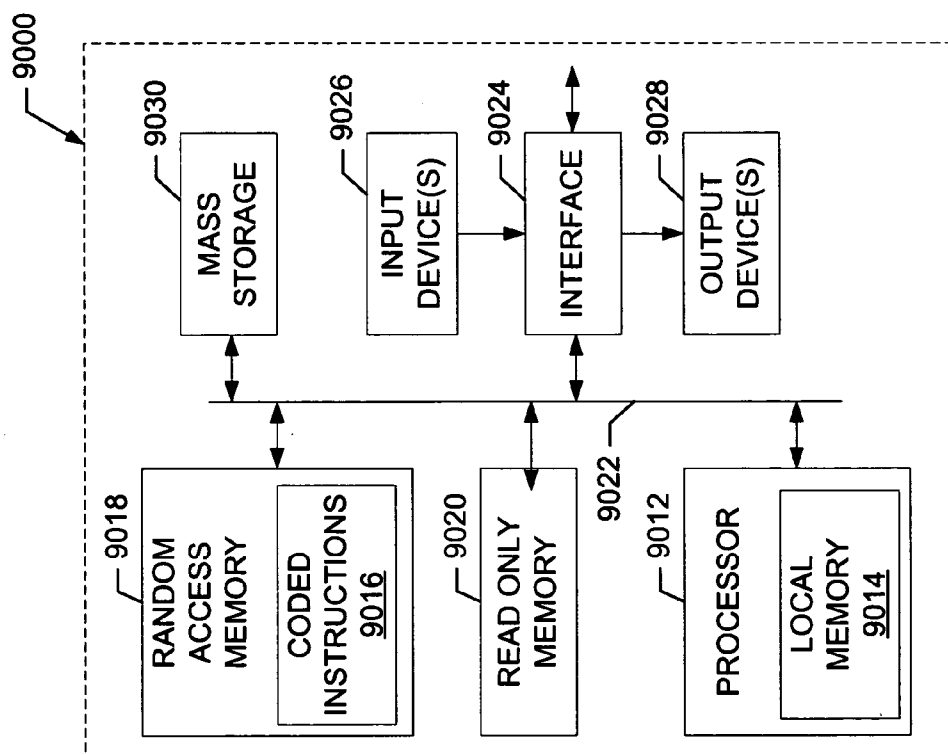 9000
9018
RANDOM
ACCESS
MEMORY
CODED
INSTRUCTIONS
9016
9020
READ ONLY
MEMORY
9012
PROCESSOR
LOCAL
MEMORY
9014
9022
9030
MASS
STORAGE
9026
INPUT
DEVICE(S)
9024
INTERFACE
9028
OUTPUT
DEVICE(S)